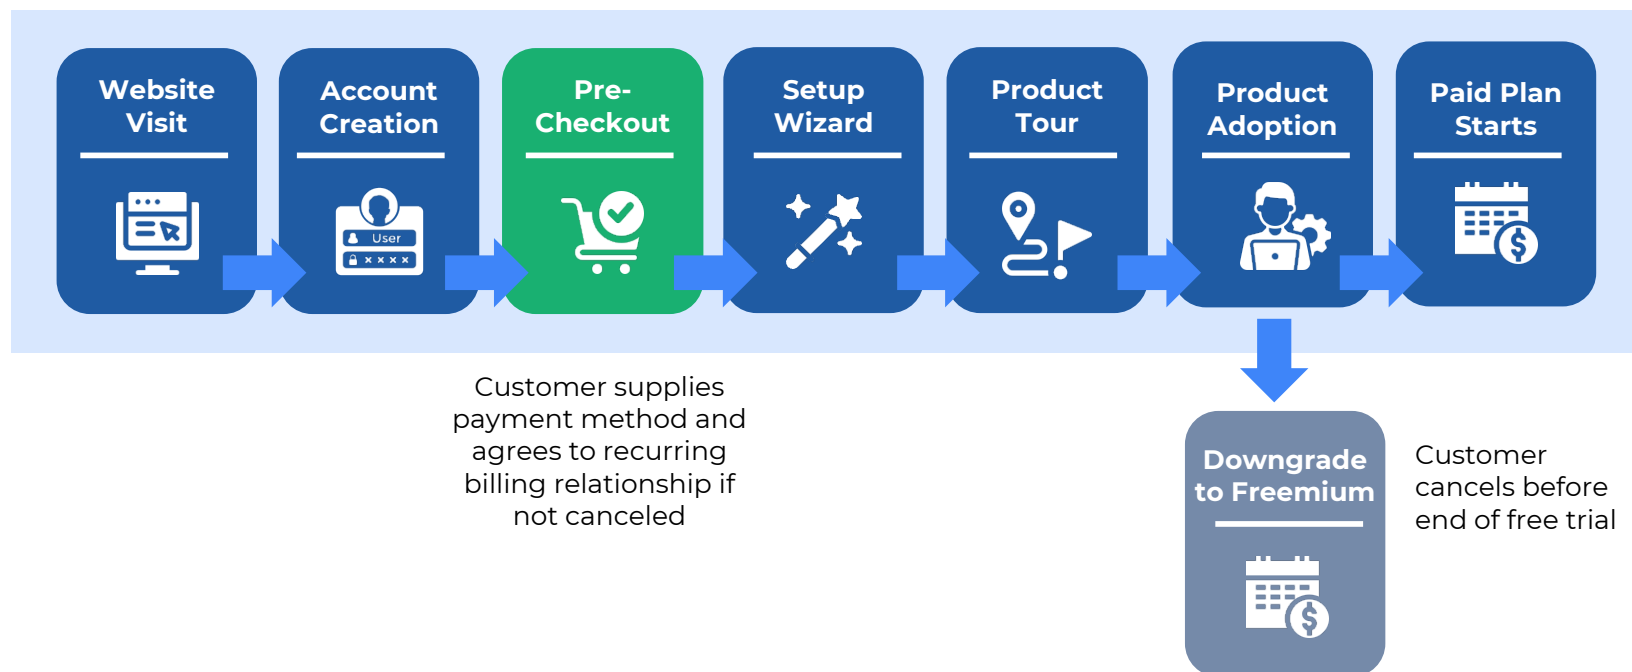 Website
Visit
Account
Creation
User
x x x x
Pre-
Checkout
Setup
Wizard
Product
Tour
Product
Adoption
Paid Plan
Starts
$
Customer supplies
payment method and
agrees to recurring
billing relationship if
not canceled
Downgrade
to Freemium
$
Customer
cancels before
end of free trial